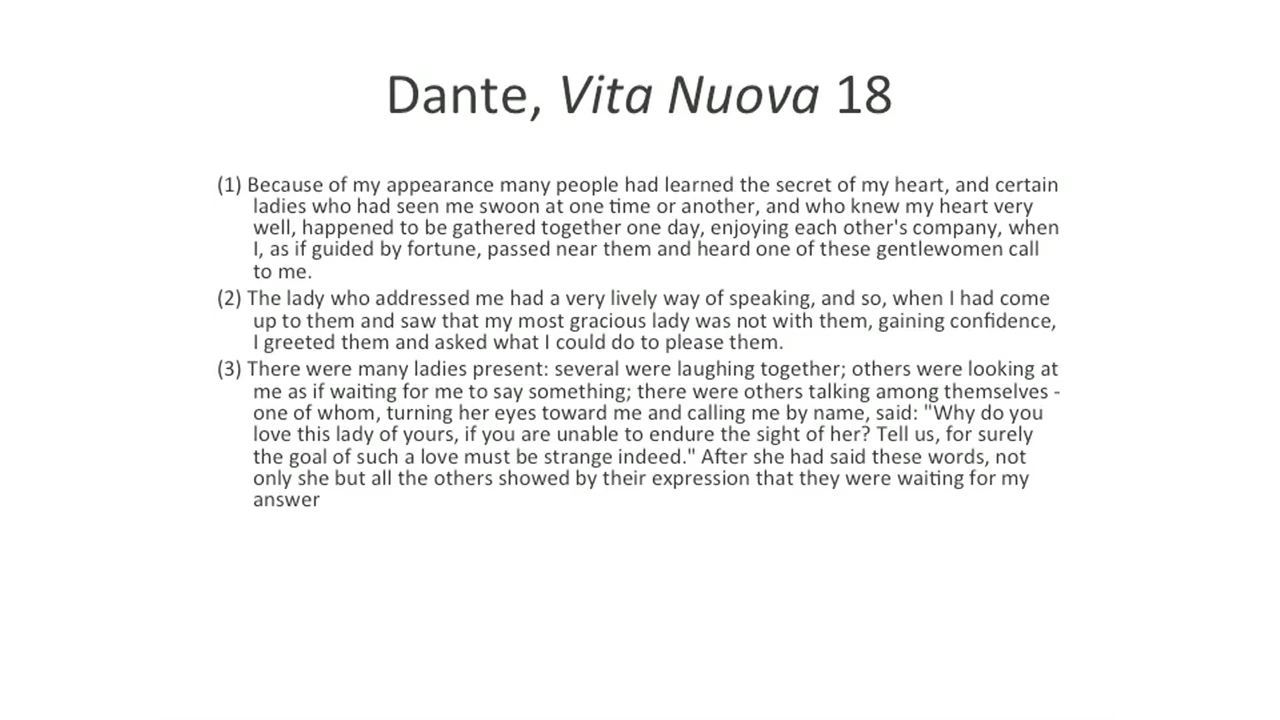 Dante, Vita Nuova 18
(1) Because of my appearance many people had learned the secret of my heart, and certain
ladies who had seen me swoon at one time or another, and who knew my heart very
well, happened to be gathered together one day, enjoying each other's company, when
I, as if guided by fortune, passed near them and heard one of these gentlewomen call
to me.
(2) The lady who addressed me had a very lively way of speaking, and so, when I had come
up to them and saw that my most gracious lady was not with them, gaining confidence,
I greeted them and asked what I could do to please them.
(3) There were many ladies present: several were laughing together; others were looking at
me as if waiting for me to say something; there were others talking among themselves -
one of whom, turning her eyes toward me and calling me by name, said: "Why do you
love this lady of yours, if you are unable to endure the sight of her? Tell us, for surely
the goal of such a love must be strange indeed." After she had said these words, not
only she but all the others showed by their expression that they were waiting for my
answer